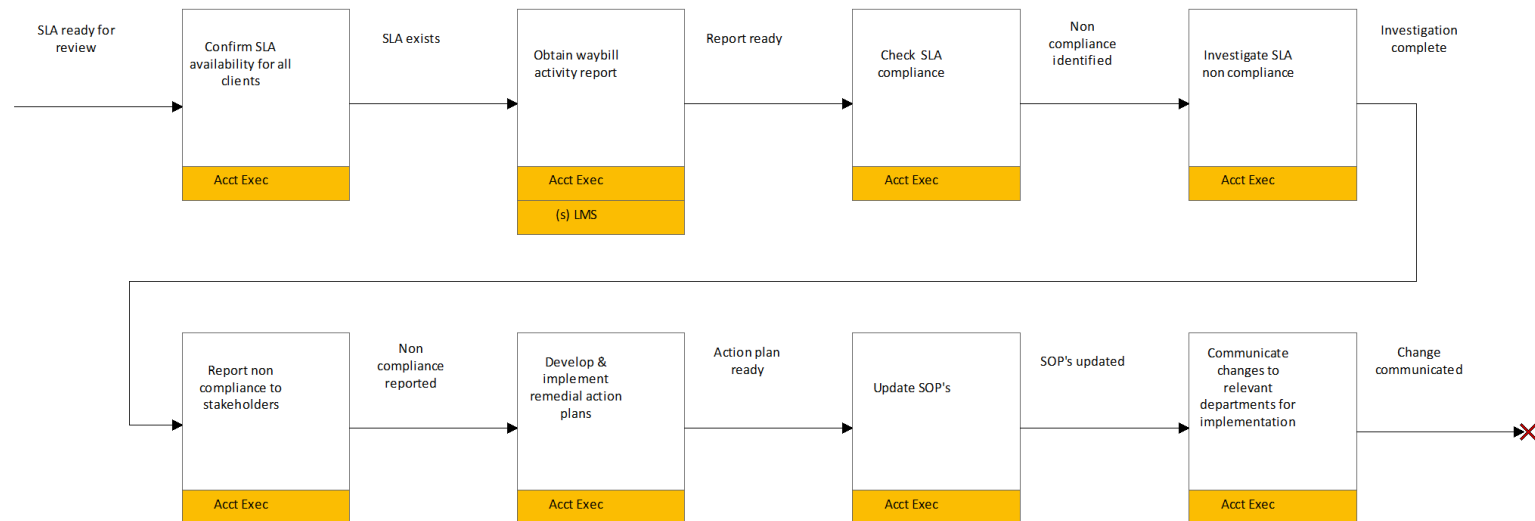 SLA ready for
review
Confirm SLA
availability for all
clients
Acct Exec
SLA exists
Obtain waybill
activity report
Acct Exec
(s) LMS
Report ready
Check SLA
compliance
Acct Exec
Non
compliance
identified
Investigate SLA
non compliance
Acct Exec
Investigation
complete
Report non
compliance to
stakeholders
Acct Exec
Non
compliance
reported
Develop &
implement
remedial action
plans
Acct Exec
Action plan
ready
Update SOP's
Acct Exec
SOP's updated
Communicate
changes to
relevant
departments for
implementation
Acct Exec
Change
communicated